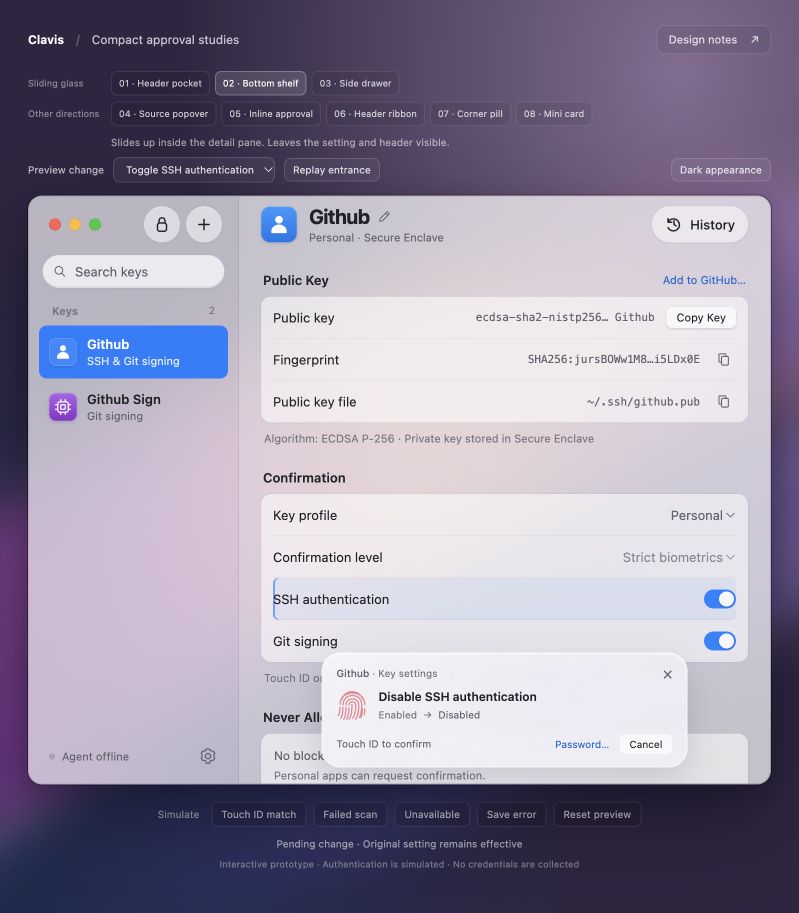 Clavis / Compact approval studies
Design notes ↗
Sliding glass 01 · Header pocket 02 · Bottom shelf 03 · Side drawer
Other directions 04 · Source popover 05 · Inline approval 06 · Header ribbon 07 · Corner pill 08 · Mini card
Slides up inside the detail pane. Leaves the setting and header visible.
Preview change Toggle SSH authentication Replay entrance Dark appearance
Search keys
Keys 2
Github
SSH & Git signing
Github Sign
Git signing
Agent offline
Github
Personal · Secure Enclave
History
Public Key Add to GitHub…
Public key ecdsa-sha2-nistp256… Github Copy Key
Fingerprint SHA256:jursBOWw1M8…i5LDx0E
Public key file ~/.ssh/github.pub
Algorithm: ECDSA P-256 · Private key stored in Secure Enclave
Confirmation
Key profile Personal
Confirmation level Strict biometrics
SSH authentication
Git signing
Touch ID
Never
No block
Personal apps can request confirmation.
Github · Key settings
Disable SSH authentication
Enabled → Disabled
Touch ID to confirm Password… Cancel
Simulate Touch ID match Failed scan Unavailable Save error Reset preview
Pending change · Original setting remains effective
Interactive prototype · Authentication is simulated · No credentials are collected